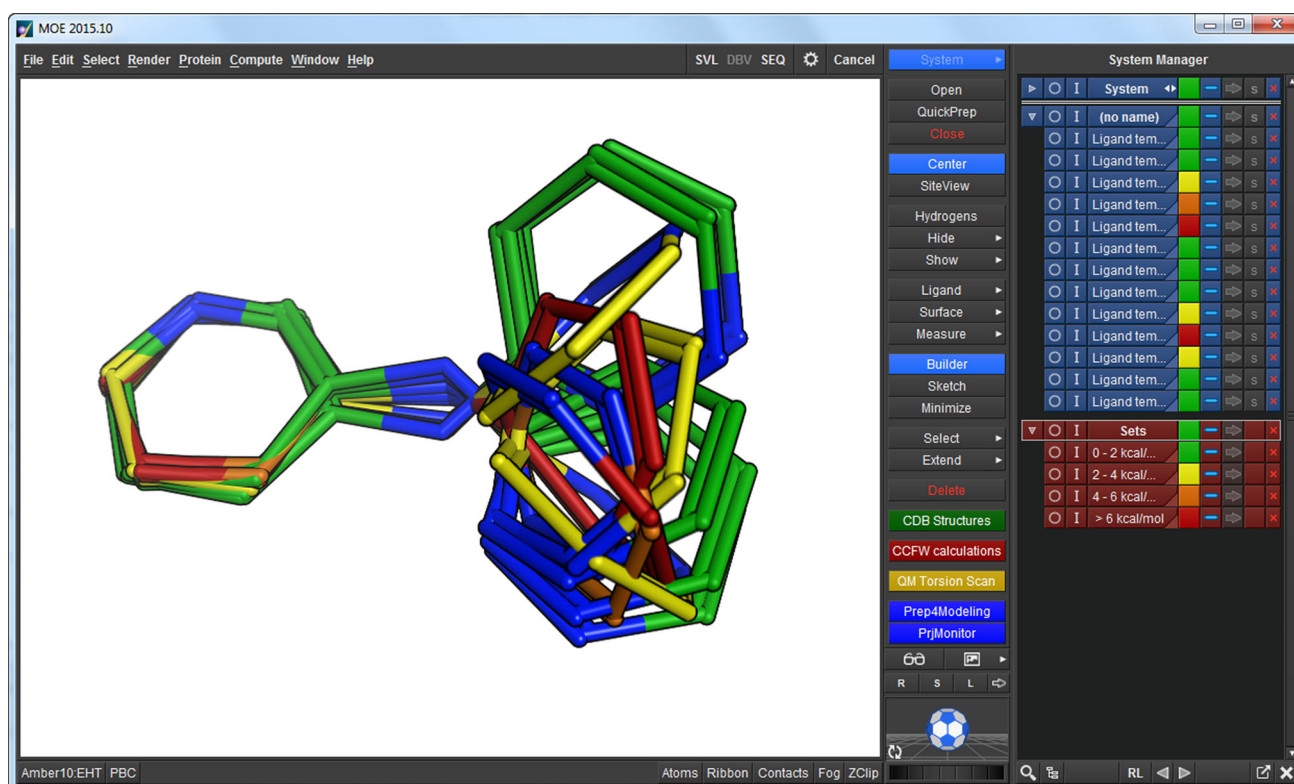 MOE 2015.10
File Edit Select Render Protein Compute Window Help
SVL DBV SEQ
Cancel
System
Open
QuickPrep
Close
Center
SiteView
Hydrogens
Hide
Show
Ligand
Surface
Measure
Builder
Sketch
Minimize
Select
Extend
Delete
CDB Structures
CCFW calculations
QM Torsion Scan
Prep4Modeling
PrjMonitor
R S L
System Manager
I System s
I (no name) s
I Ligand tem... s
I Ligand tem... s
I Ligand tem... s
I Ligand tem... s
I Ligand tem... s
I Ligand tem... s
I Ligand tem... s
I Ligand tem... s
I Ligand tem... s
I Ligand tem... s
I Ligand tem... s
I Ligand tem... s
I Ligand tem... s
I Sets
I 0 - 2 kcal/...
I 2 - 4 kcal/...
I 4 - 6 kcal/...
I > 6 kcal/mol
Amber10:EHT PBC
Atoms Ribbon Contacts Fog ZClip
RL